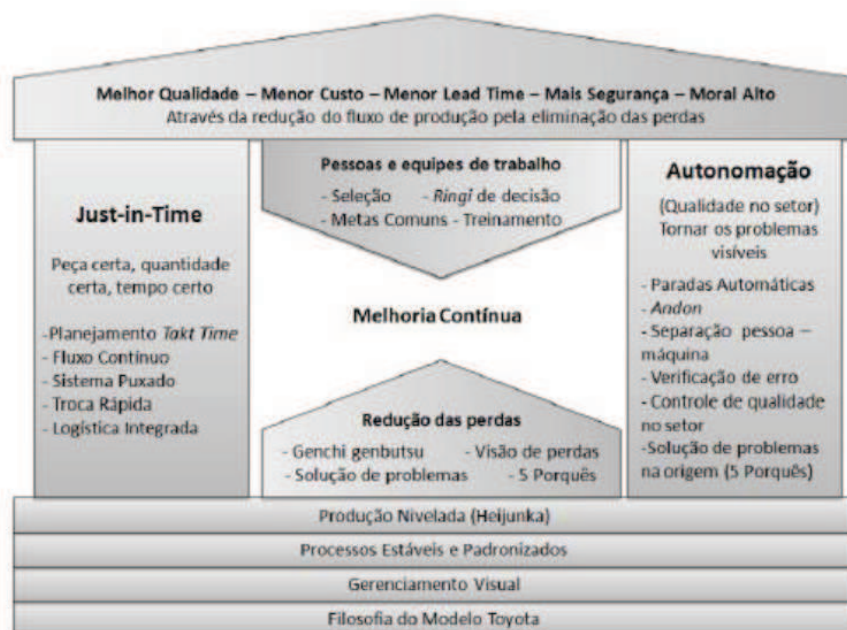 Melhor Qualidade – Menor Custo – Menor Lead Time – Mais Segurança – Moral Alto
Através da redução do fluxo de produção pela eliminação das perdas
Just-in-Time
Peça certa, quantidade
certa, tempo certo
-Planejamento Takt Time
- Fluxo Contínuo
- Sistema Puxado
- Troca Rápida
- Logística Integrada
Pessoas e equipes de trabalho
- Seleção - Ringi de decisão
- Metas Comuns - Treinamento
Melhoria Contínua
Redução das perdas
- Genchi genbutsu - Visão de perdas
- Solução de problemas - 5 Porquês
Autonomação
(Qualidade no setor)
Tornar os problemas
visíveis
- Paradas Automáticas
- Andon
- Separação pessoa –
máquina
- Verificação de erro
- Controle de qualidade
no setor
-Solução de problemas
na origem (5 Porquês)
Produção Nivelada (Heijunka)
Processos Estáveis e Padronizados
Gerenciamento Visual
Filosofia do Modelo Toyota